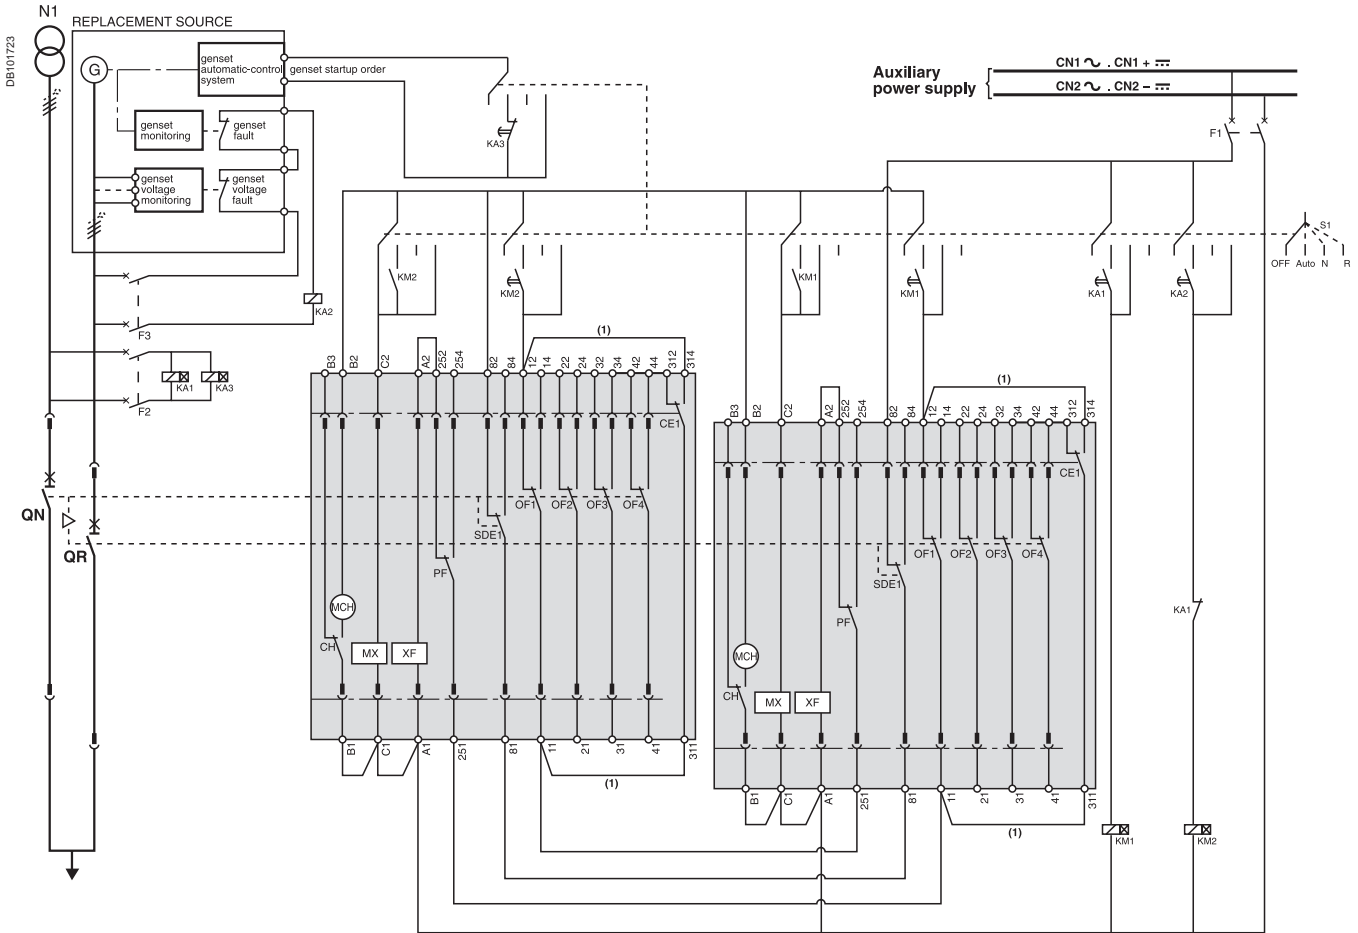 N1
REPLACEMENT SOURCE
DB101723
G
genset
automatic-control
system
genset startup order
genset
monitoring
genset
fault
genset
voltage
monitoring
genset
voltage
fault
KA3
Auxiliary
power supply
CN1 ∿ . CN1 + ⎓
CN2 ∿ . CN2 – ⎓
F1
S1
OFF Auto N R
KM2
KM2
KM1
KM1
KA1
KA2
KA2
F3
KA1
KA3
F2
(1)
B3
B2
C2
A2
252
254
82
84
12
14
22
24
32
34
42
44
312
314
CE1
(1)
B3
B2
C2
A2
252
254
82
84
12
14
22
24
32
34
42
44
312
314
CE1
QN
QR
OF1
OF2
OF3
OF4
SDE1
PF
MCH
CH
MX
XF
OF1
OF2
OF3
OF4
SDE1
PF
MCH
CH
MX
XF
KA1
B1
C1
A1
251
81
11
21
31
41
311
(1)
B1
C1
A1
251
81
11
21
31
41
311
(1)
KM1
KM2